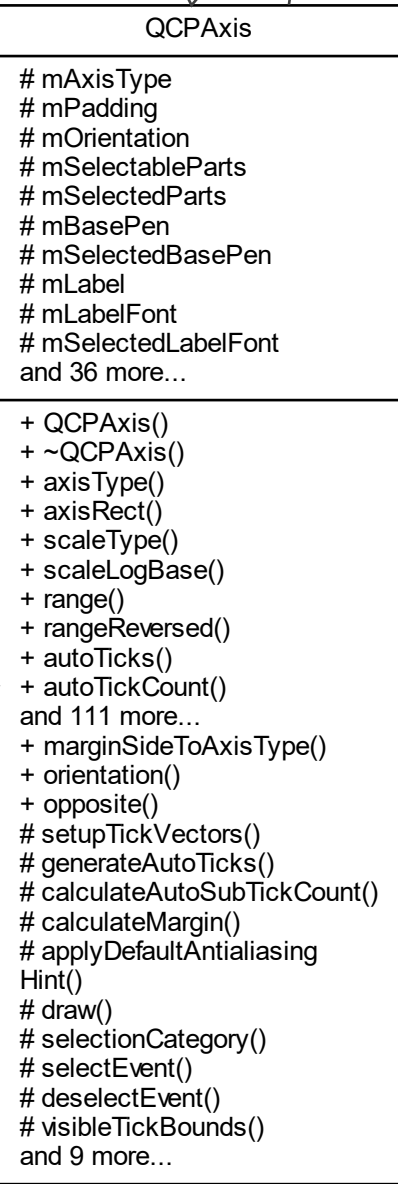 QCPAxis
# mAxisType
# mPadding
# mOrientation
# mSelectableParts
# mSelectedParts
# mBasePen
# mSelectedBasePen
# mLabel
# mLabelFont
# mSelectedLabelFont
and 36 more...
+ QCPAxis()
+ ~QCPAxis()
+ axisType()
+ axisRect()
+ scaleType()
+ scaleLogBase()
+ range()
+ rangeReversed()
+ autoTicks()
+ autoTickCount()
and 111 more...
+ marginSideToAxisType()
+ orientation()
+ opposite()
# setupTickVectors()
# generateAutoTicks()
# calculateAutoSubTickCount()
# calculateMargin()
# applyDefaultAntialiasing
Hint()
# draw()
# selectionCategory()
# selectEvent()
# deselectEvent()
# visibleTickBounds()
and 9 more...